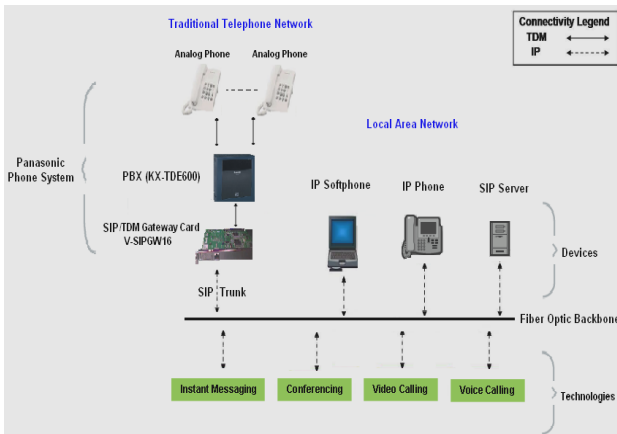 Traditional Telephone Network
Connectivity Legend
TDM
IP
Analog Phone
Analog Phone
Local Area Network
Panasonic
Phone System
PBX (KX-TDE600)
IP Softphone
IP Phone
SIP Server
SIP/TDM Gateway Card
V-SIPGW16
Devices
SIP Trunk
Fiber Optic Backbone
Instant Messaging
Conferencing
Video Calling
Voice Calling
Technologies